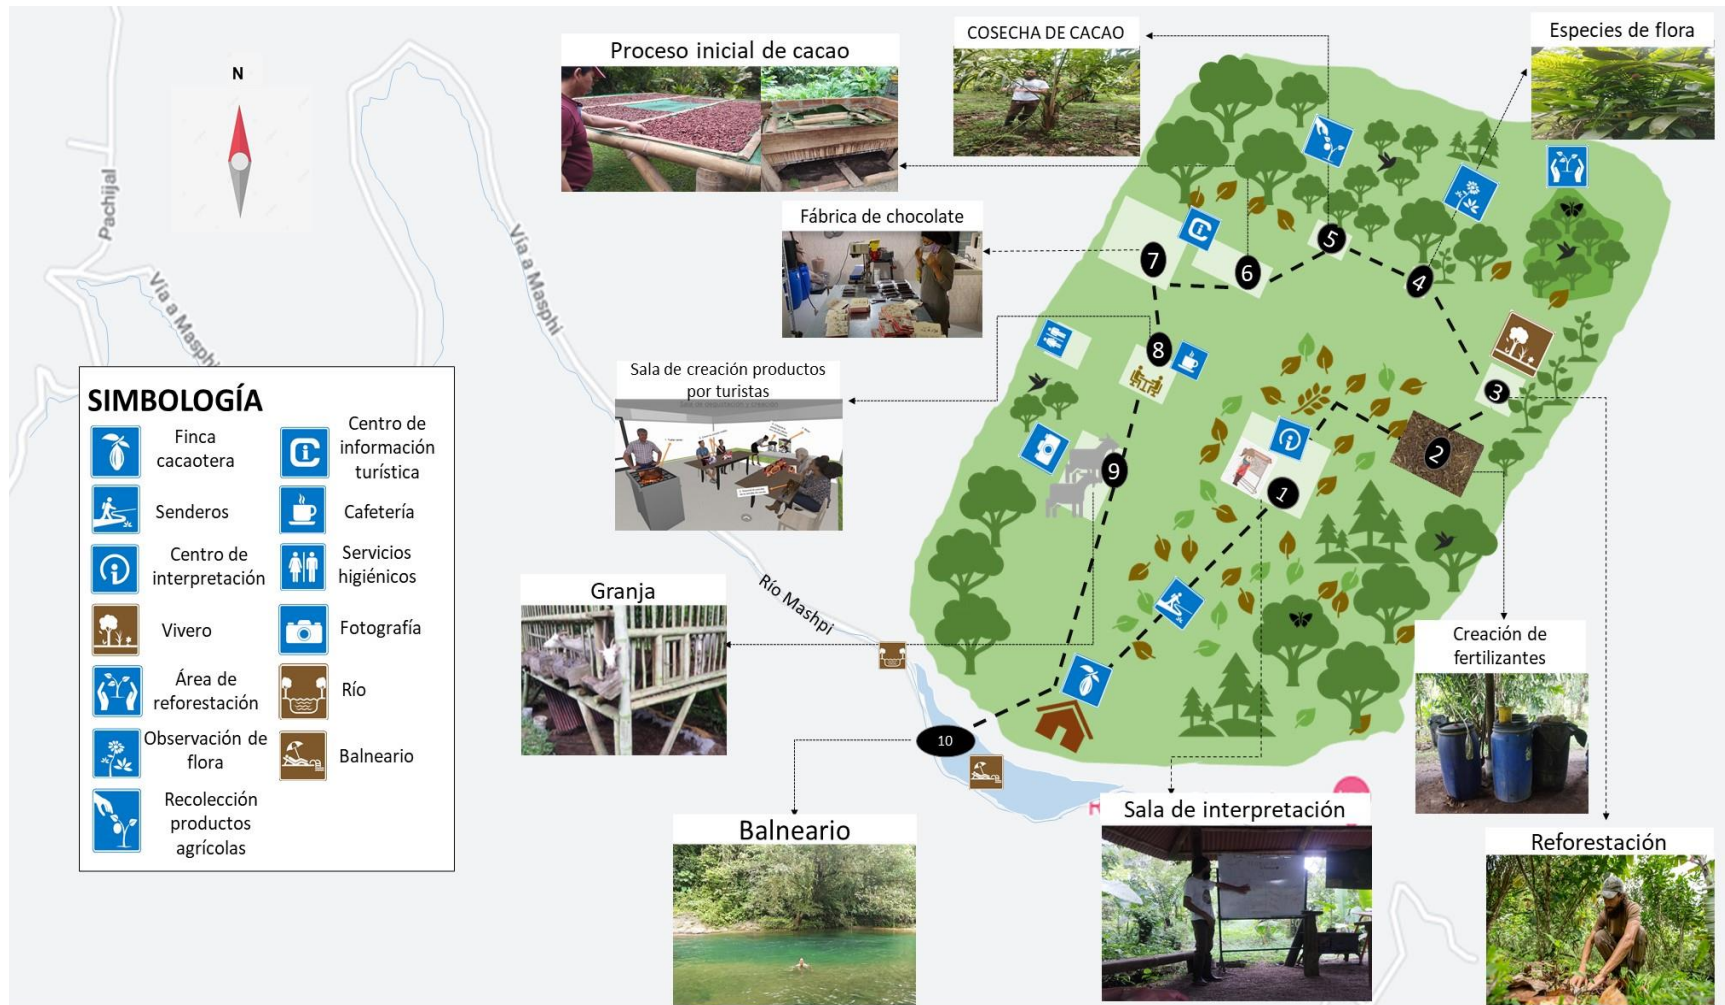 N
Proceso inicial de cacao
COSECHA DE CACAO
Especies de flora
Pachijal
Vía a Masphi
Vía a Masphi
Fábrica de chocolate
Sala de creación productos
por turistas
SIMBOLOGÍA
Finca
cacaotera
Senderos
Centro de
interpretación
Vivero
Área de
reforestación
Observación de
flora
Recolección
productos
agrícolas
Centro de
información
turística
Cafetería
Servicios
higiénicos
Fotografía
Río
Balneario
5
4
7
6
8
3
2
9
1
10
Río Mashpi
Granja
Creación de
fertilizantes
Balneario
Sala de interpretación
Reforestación